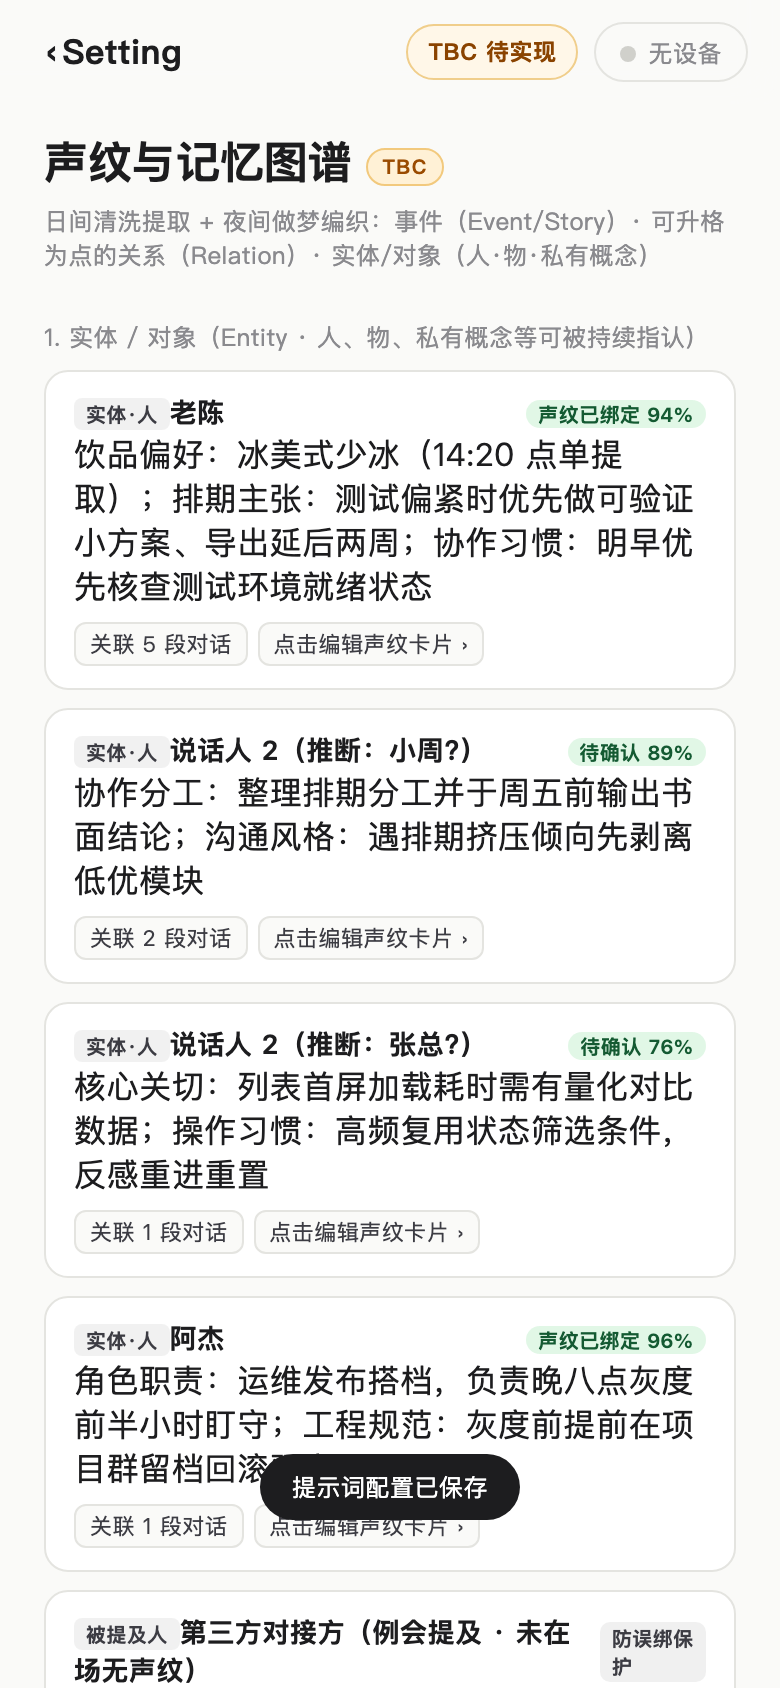 ‹Setting
TBC 待实现
无设备
声纹与记忆图谱 TBC
日间清洗提取 + 夜间做梦编织：事件（Event/Story）· 可升格
为点的关系（Relation）· 实体/对象（人·物·私有概念）
1. 实体 / 对象（Entity · 人、物、私有概念等可被持续指认）
实体·人 老陈 声纹已绑定 94%
饮品偏好：冰美式少冰（14:20 点单提
取）；排期主张：测试偏紧时优先做可验证
小方案、导出延后两周；协作习惯：明早优
先核查测试环境就绪状态
关联 5 段对话 点击编辑声纹卡片 ›
实体·人 说话人 2（推断：小周?） 待确认 89%
协作分工：整理排期分工并于周五前输出书
面结论；沟通风格：遇排期挤压倾向先剥离
低优模块
关联 2 段对话 点击编辑声纹卡片 ›
实体·人 说话人 2（推断：张总?） 待确认 76%
核心关切：列表首屏加载耗时需有量化对比
数据；操作习惯：高频复用状态筛选条件，
反感重进重置
关联 1 段对话 点击编辑声纹卡片 ›
实体·人 阿杰 声纹已绑定 96%
角色职责：运维发布搭档，负责晚八点灰度
前半小时盯守；工程规范：灰度前提前在项
目群留档回滚
提示词配置已保存
关联 1 段对话 点击编辑声纹卡片 ›
被提及人 第三方对接方（例会提及 · 未在
场无声纹）
防误绑保
护